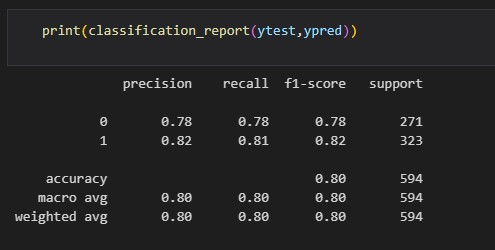 print(classification_report(ytest,ypred))
precision recall f1-score support
0 0.78 0.78 0.78 271
1 0.82 0.81 0.82 323
accuracy 0.80 594
macro avg 0.80 0.80 0.80 594
weighted avg 0.80 0.80 0.80 594